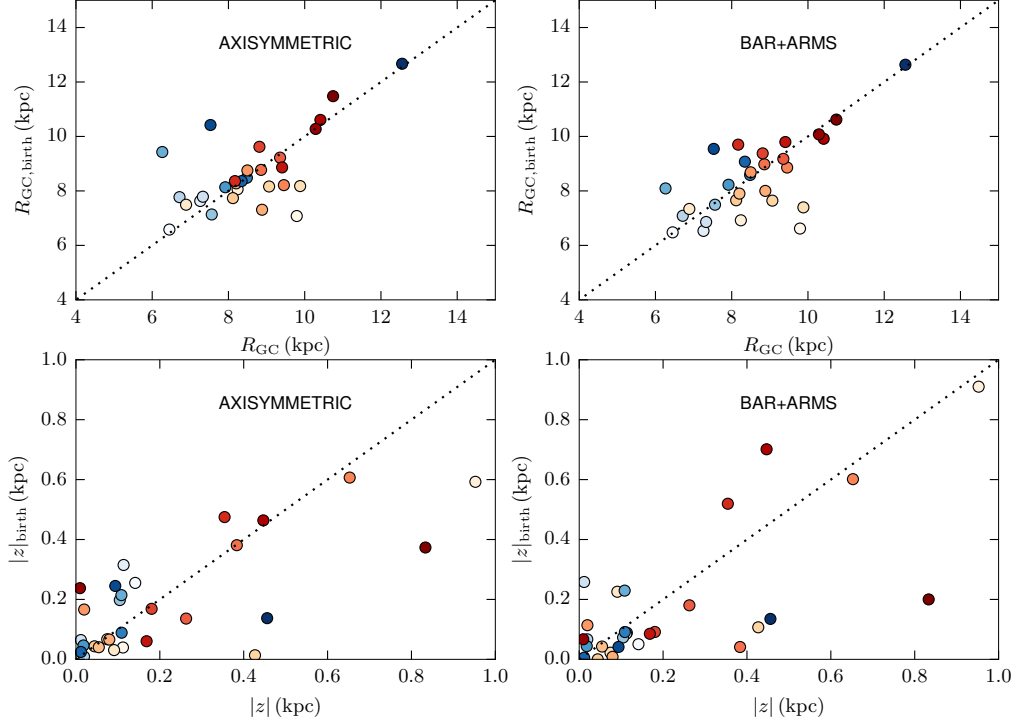 14
12
10
8
6
4
R_GC,birth (kpc)
AXISYMMETRIC
4 6 8 10 12 14
R_GC (kpc)
14
12
10
8
6
4
R_GC,birth (kpc)
BAR+ARMS
4 6 8 10 12 14
R_GC (kpc)
1.0
0.8
0.6
0.4
0.2
0.0
|z|_birth (kpc)
AXISYMMETRIC
0.0 0.2 0.4 0.6 0.8 1.0
|z| (kpc)
1.0
0.8
0.6
0.4
0.2
0.0
|z|_birth (kpc)
BAR+ARMS
0.0 0.2 0.4 0.6 0.8 1.0
|z| (kpc)